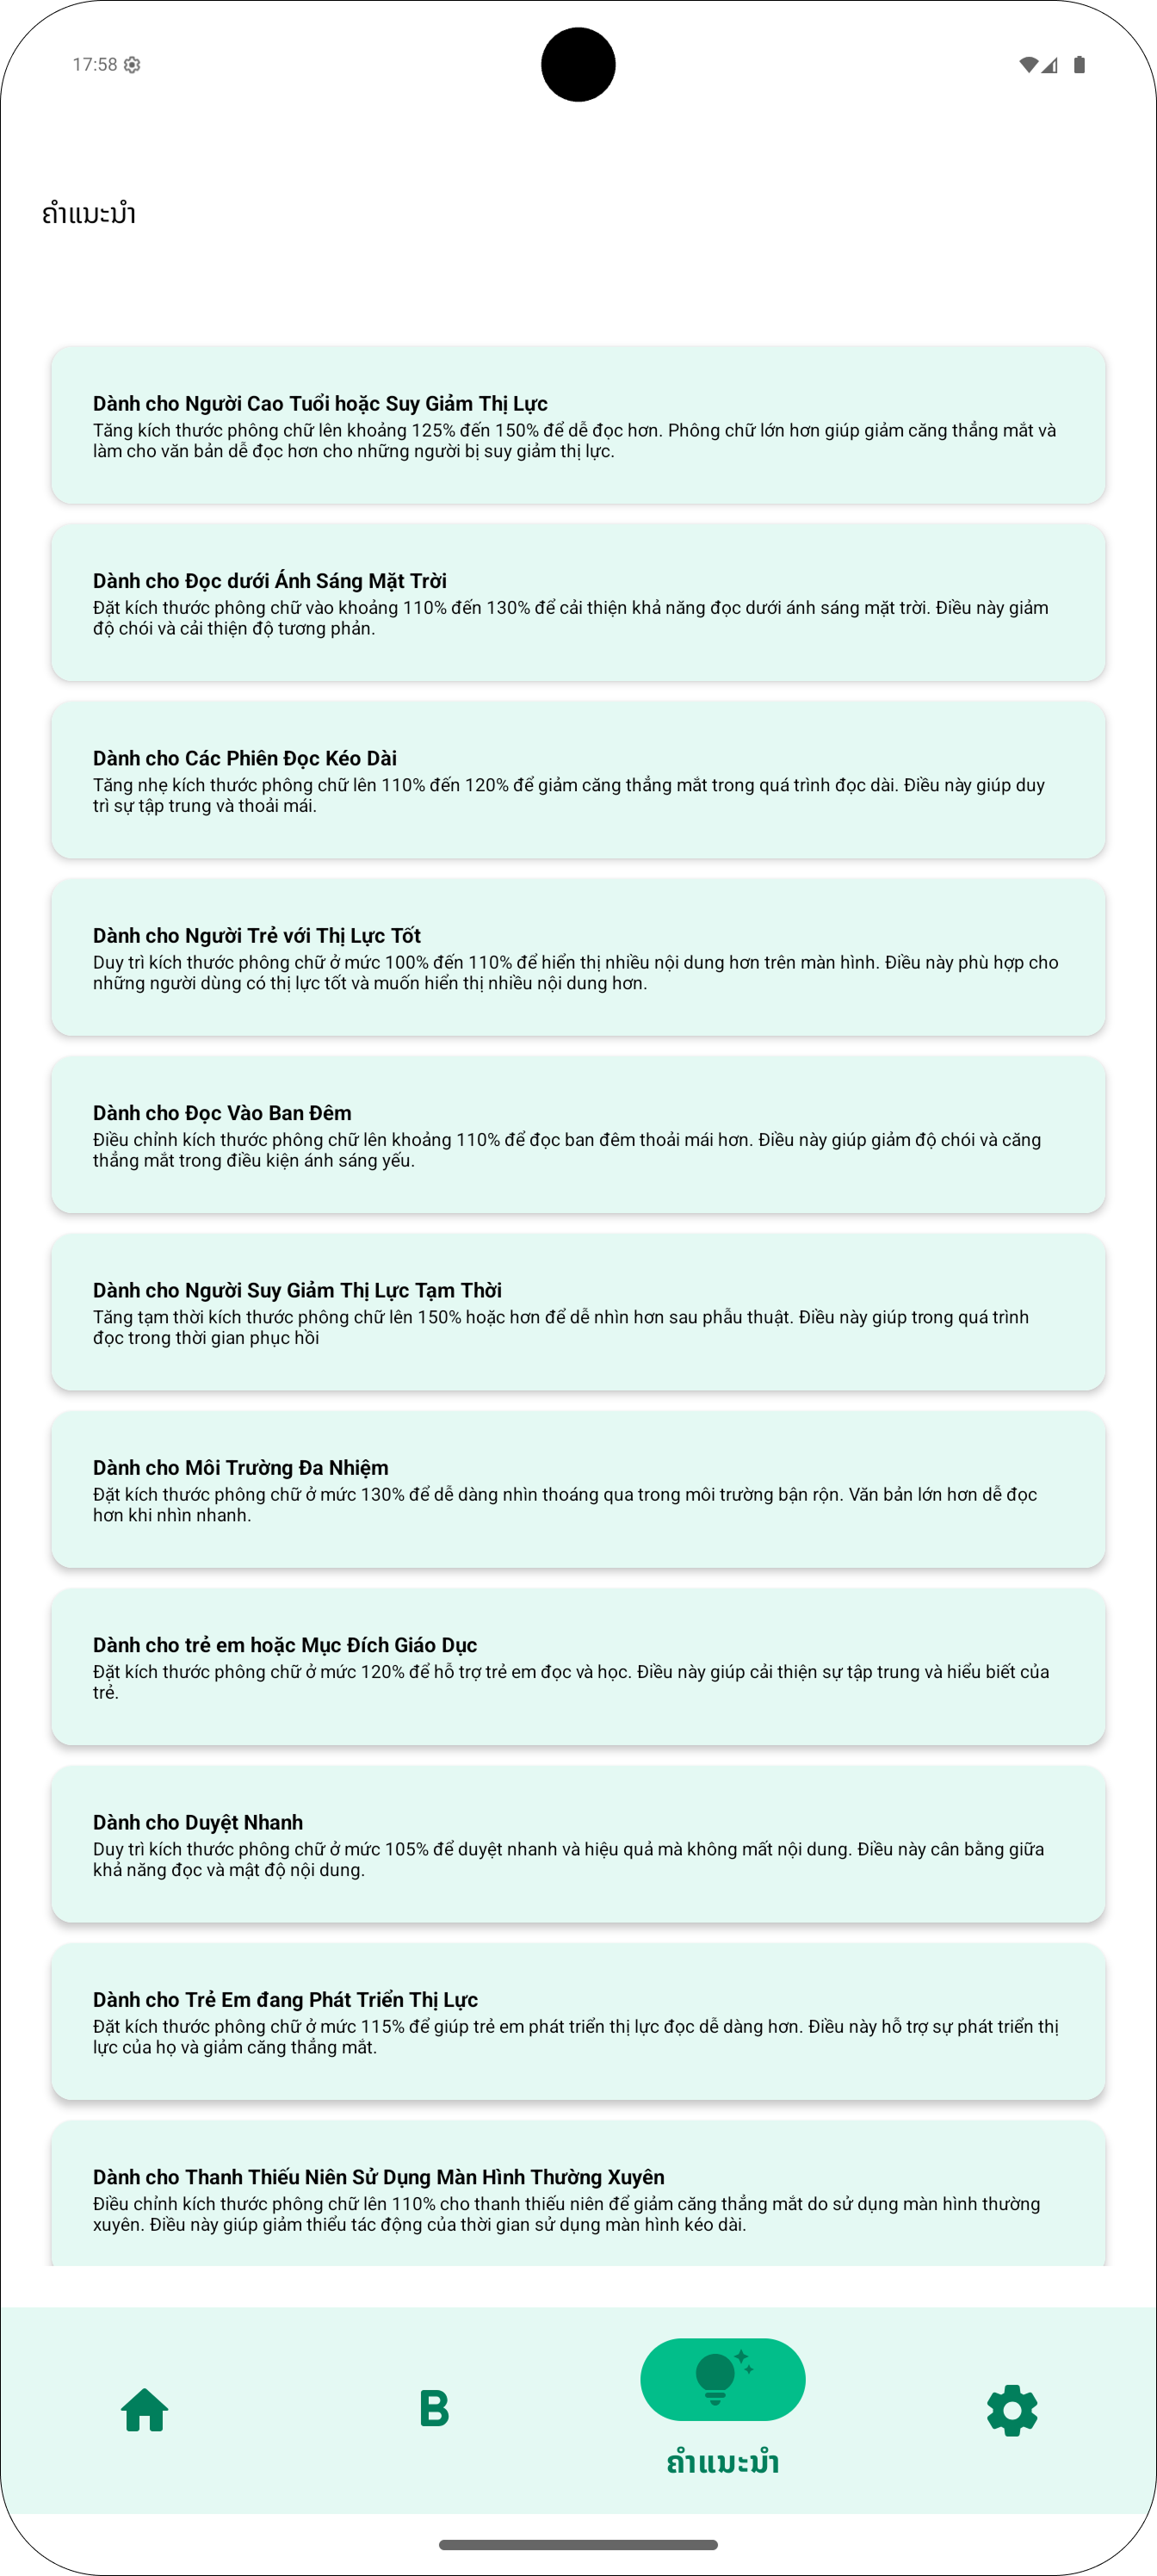 17:58
ຄຳແນະນຳ
Dành cho Người Cao Tuổi hoặc Suy Giảm Thị Lực
Tăng kích thước phông chữ lên khoảng 125% đến 150% để dễ đọc hơn. Phông chữ lớn hơn giúp giảm căng thẳng mắt và
làm cho văn bản dễ đọc hơn cho những người bị suy giảm thị lực.
Dành cho Đọc dưới Ánh Sáng Mặt Trời
Đặt kích thước phông chữ vào khoảng 110% đến 130% để cải thiện khả năng đọc dưới ánh sáng mặt trời. Điều này giảm
độ chói và cải thiện độ tương phản.
Dành cho Các Phiên Đọc Kéo Dài
Tăng nhẹ kích thước phông chữ lên 110% đến 120% để giảm căng thẳng mắt trong quá trình đọc dài. Điều này giúp duy
trì sự tập trung và thoải mái.
Dành cho Người Trẻ với Thị Lực Tốt
Duy trì kích thước phông chữ ở mức 100% đến 110% để hiển thị nhiều nội dung hơn trên màn hình. Điều này phù hợp cho
những người dùng có thị lực tốt và muốn hiển thị nhiều nội dung hơn.
Dành cho Đọc Vào Ban Đêm
Điều chỉnh kích thước phông chữ lên khoảng 110% để đọc ban đêm thoải mái hơn. Điều này giúp giảm độ chói và căng
thẳng mắt trong điều kiện ánh sáng yếu.
Dành cho Người Suy Giảm Thị Lực Tạm Thời
Tăng tạm thời kích thước phông chữ lên 150% hoặc hơn để dễ nhìn hơn sau phẫu thuật. Điều này giúp trong quá trình
đọc trong thời gian phục hồi
Dành cho Môi Trường Đa Nhiệm
Đặt kích thước phông chữ ở mức 130% để dễ dàng nhìn thoáng qua trong môi trường bận rộn. Văn bản lớn hơn dễ đọc
hơn khi nhìn nhanh.
Dành cho trẻ em hoặc Mục Đích Giáo Dục
Đặt kích thước phông chữ ở mức 120% để hỗ trợ trẻ em đọc và học. Điều này giúp cải thiện sự tập trung và hiểu biết của
trẻ.
Dành cho Duyệt Nhanh
Duy trì kích thước phông chữ ở mức 105% để duyệt nhanh và hiệu quả mà không mất nội dung. Điều này cân bằng giữa
khả năng đọc và mật độ nội dung.
Dành cho Trẻ Em đang Phát Triển Thị Lực
Đặt kích thước phông chữ ở mức 115% để giúp trẻ em phát triển thị lực đọc dễ dàng hơn. Điều này hỗ trợ sự phát triển thị
lực của họ và giảm căng thẳng mắt.
Dành cho Thanh Thiếu Niên Sử Dụng Màn Hình Thường Xuyên
Điều chỉnh kích thước phông chữ lên 110% cho thanh thiếu niên để giảm căng thẳng mắt do sử dụng màn hình thường
xuyên. Điều này giúp giảm thiểu tác động của thời gian sử dụng màn hình kéo dài.
B
ຄຳແນະນຳ